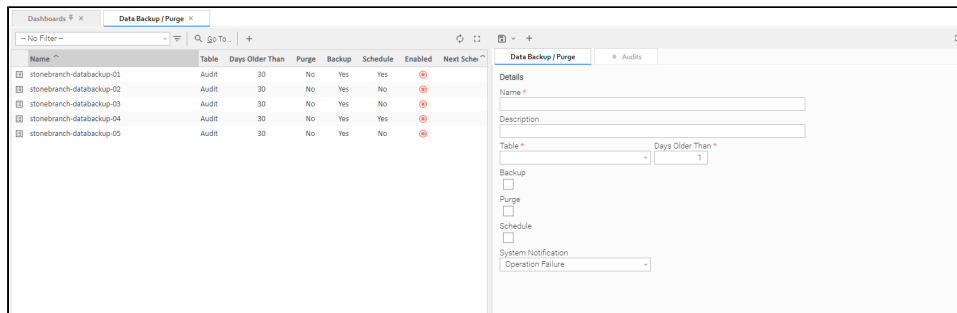 Dashboards
Data Backup / Purge
-- No Filter --
Go To...
Name Table Days Older Than Purge Backup Schedule Enabled Next Sche
stonebranch-databackup-01 Audit 30 No Yes Yes
stonebranch-databackup-02 Audit 30 No Yes No
stonebranch-databackup-03 Audit 30 No Yes No
stonebranch-databackup-04 Audit 30 No Yes Yes
stonebranch-databackup-05 Audit 30 No Yes No
Data Backup / Purge
Audits
Details
Name *
Description
Table * Days Older Than *
1
Backup
Purge
Schedule
System Notification
Operation Failure